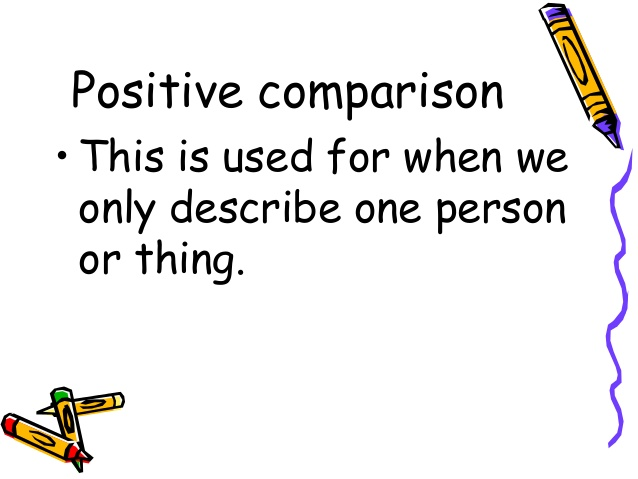 Positive comparison
• This is used for when we
only describe one person
or thing.